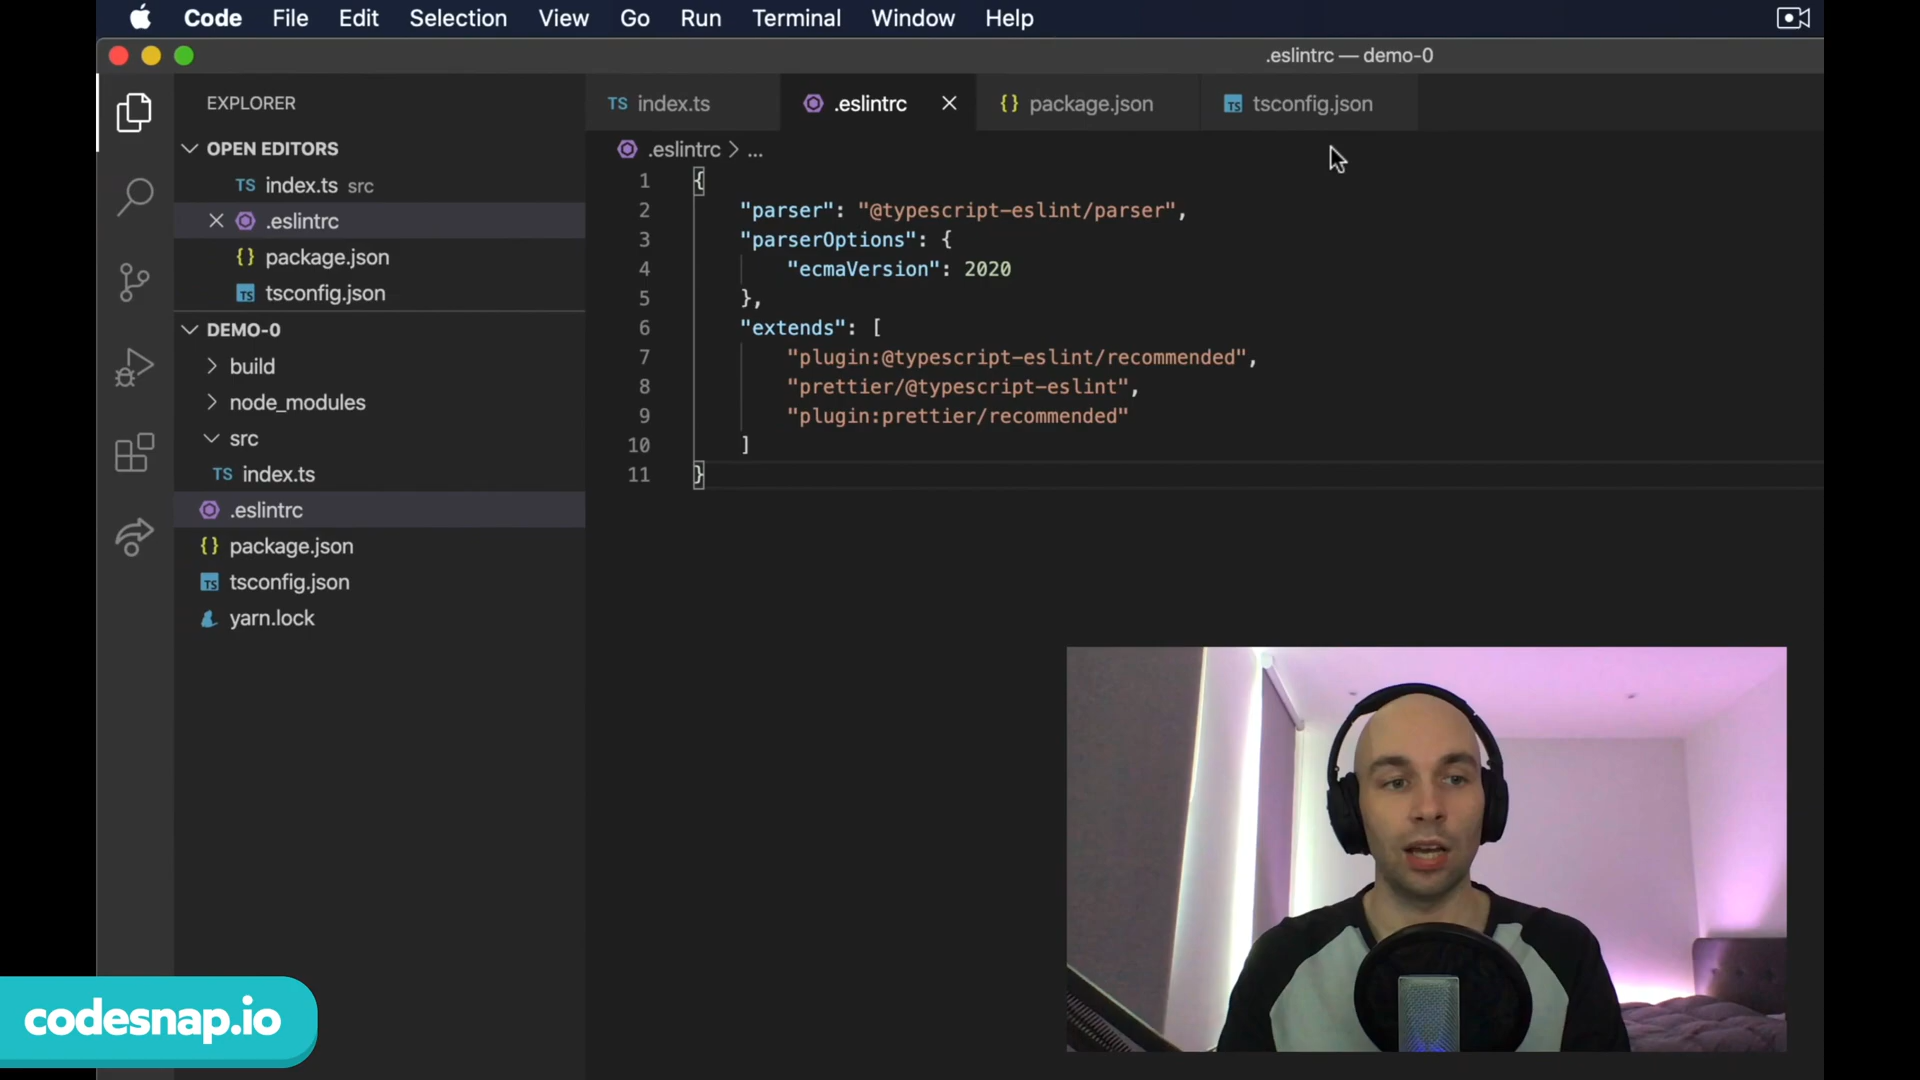 Code File Edit Selection View Go Run Terminal Window Help
.eslintrc — demo-0
EXPLORER
OPEN EDITORS
TS index.ts src
.eslintrc
{} package.json
TS tsconfig.json
DEMO-0
build
node_modules
src
TS index.ts
.eslintrc
{} package.json
TS tsconfig.json
yarn.lock
TS index.ts .eslintrc {} package.json TS tsconfig.json
.eslintrc > ...
1 {
2 "parser": "@typescript-eslint/parser",
3 "parserOptions": {
4 "ecmaVersion": 2020
5 },
6 "extends": [
7 "plugin:@typescript-eslint/recommended",
8 "prettier/@typescript-eslint",
9 "plugin:prettier/recommended"
10 ]
11 }
codesnap.io